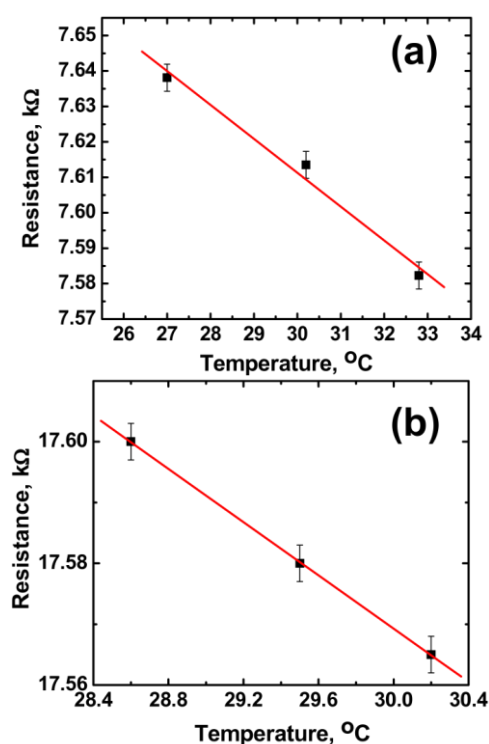 (a)
7.65
7.64
7.63
7.62
7.61
7.60
7.59
7.58
7.57
Resistance, kΩ
26 27 28 29 30 31 32 33 34
Temperature, °C
(b)
17.60
17.58
17.56
Resistance, kΩ
28.4 28.8 29.2 29.6 30.0 30.4
Temperature, °C